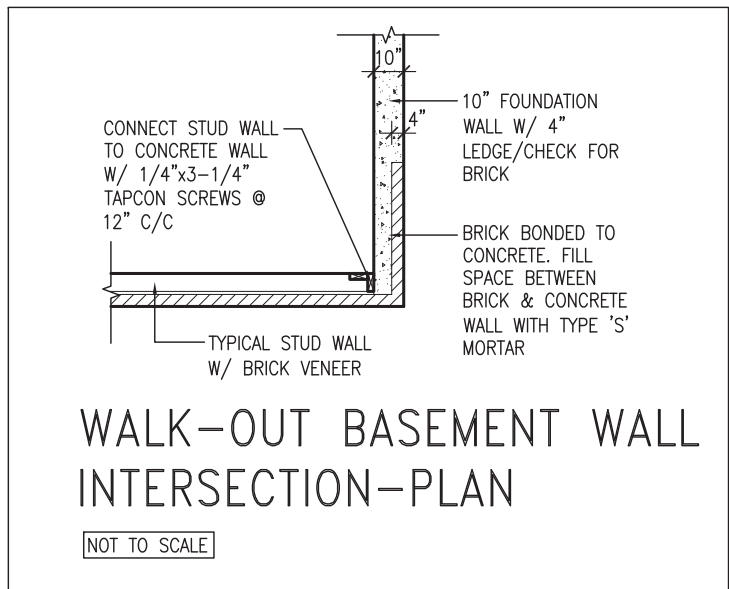 10"
4"
10" FOUNDATION
WALL W/ 4"
LEDGE/CHECK FOR
BRICK
CONNECT STUD WALL
TO CONCRETE WALL
W/ 1/4"x3-1/4"
TAPCON SCREWS @
12" C/C
BRICK BONDED TO
CONCRETE. FILL
SPACE BETWEEN
BRICK & CONCRETE
WALL WITH TYPE 'S'
MORTAR
TYPICAL STUD WALL
W/ BRICK VENEER
WALK-OUT BASEMENT WALL
INTERSECTION-PLAN
NOT TO SCALE